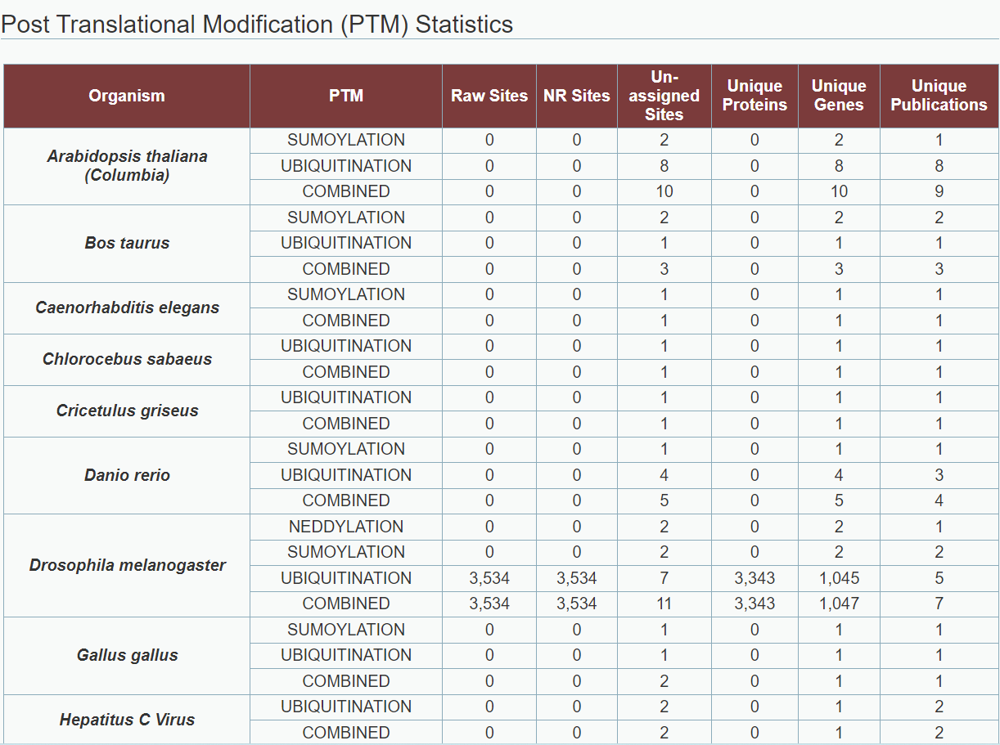 Post Translational Modification (PTM) Statistics
Organism PTM Raw Sites NR Sites Un-assigned Sites Unique Proteins Unique Genes Unique Publications
Arabidopsis thaliana (Columbia)
SUMOYLATION 0 0 2 0 2 1
UBIQUITINATION 0 0 8 0 8 8
COMBINED 0 0 10 0 10 9
Bos taurus
SUMOYLATION 0 0 2 0 2 2
UBIQUITINATION 0 0 1 0 1 1
COMBINED 0 0 3 0 3 3
Caenorhabditis elegans
SUMOYLATION 0 0 1 0 1 1
COMBINED 0 0 1 0 1 1
Chlorocebus sabaeus
UBIQUITINATION 0 0 1 0 1 1
COMBINED 0 0 1 0 1 1
Cricetulus griseus
UBIQUITINATION 0 0 1 0 1 1
COMBINED 0 0 1 0 1 1
Danio rerio
SUMOYLATION 0 0 1 0 1 1
UBIQUITINATION 0 0 4 0 4 3
COMBINED 0 0 5 0 5 4
Drosophila melanogaster
NEDDYLATION 0 0 2 0 2 1
SUMOYLATION 0 0 2 0 2 2
UBIQUITINATION 3,534 3,534 7 3,343 1,045 5
COMBINED 3,534 3,534 11 3,343 1,047 7
Gallus gallus
SUMOYLATION 0 0 1 0 1 1
UBIQUITINATION 0 0 1 0 1 1
COMBINED 0 0 2 0 1 1
Hepatitus C Virus
UBIQUITINATION 0 0 2 0 1 2
COMBINED 0 0 2 0 1 2